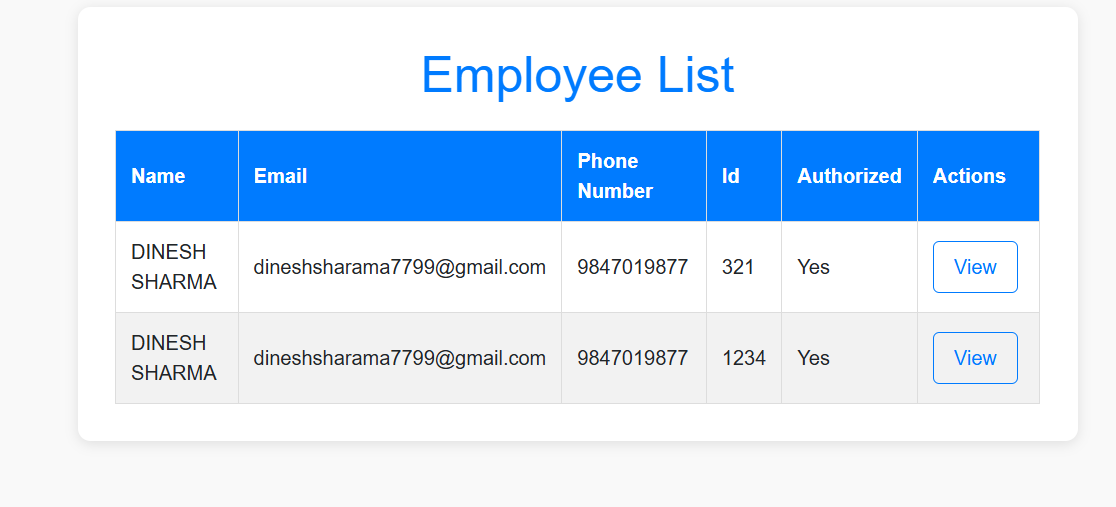 Employee List
Name Email Phone Number Id Authorized Actions
DINESH SHARMA dineshsharama7799@gmail.com 9847019877 321 Yes View
DINESH SHARMA dineshsharama7799@gmail.com 9847019877 1234 Yes View